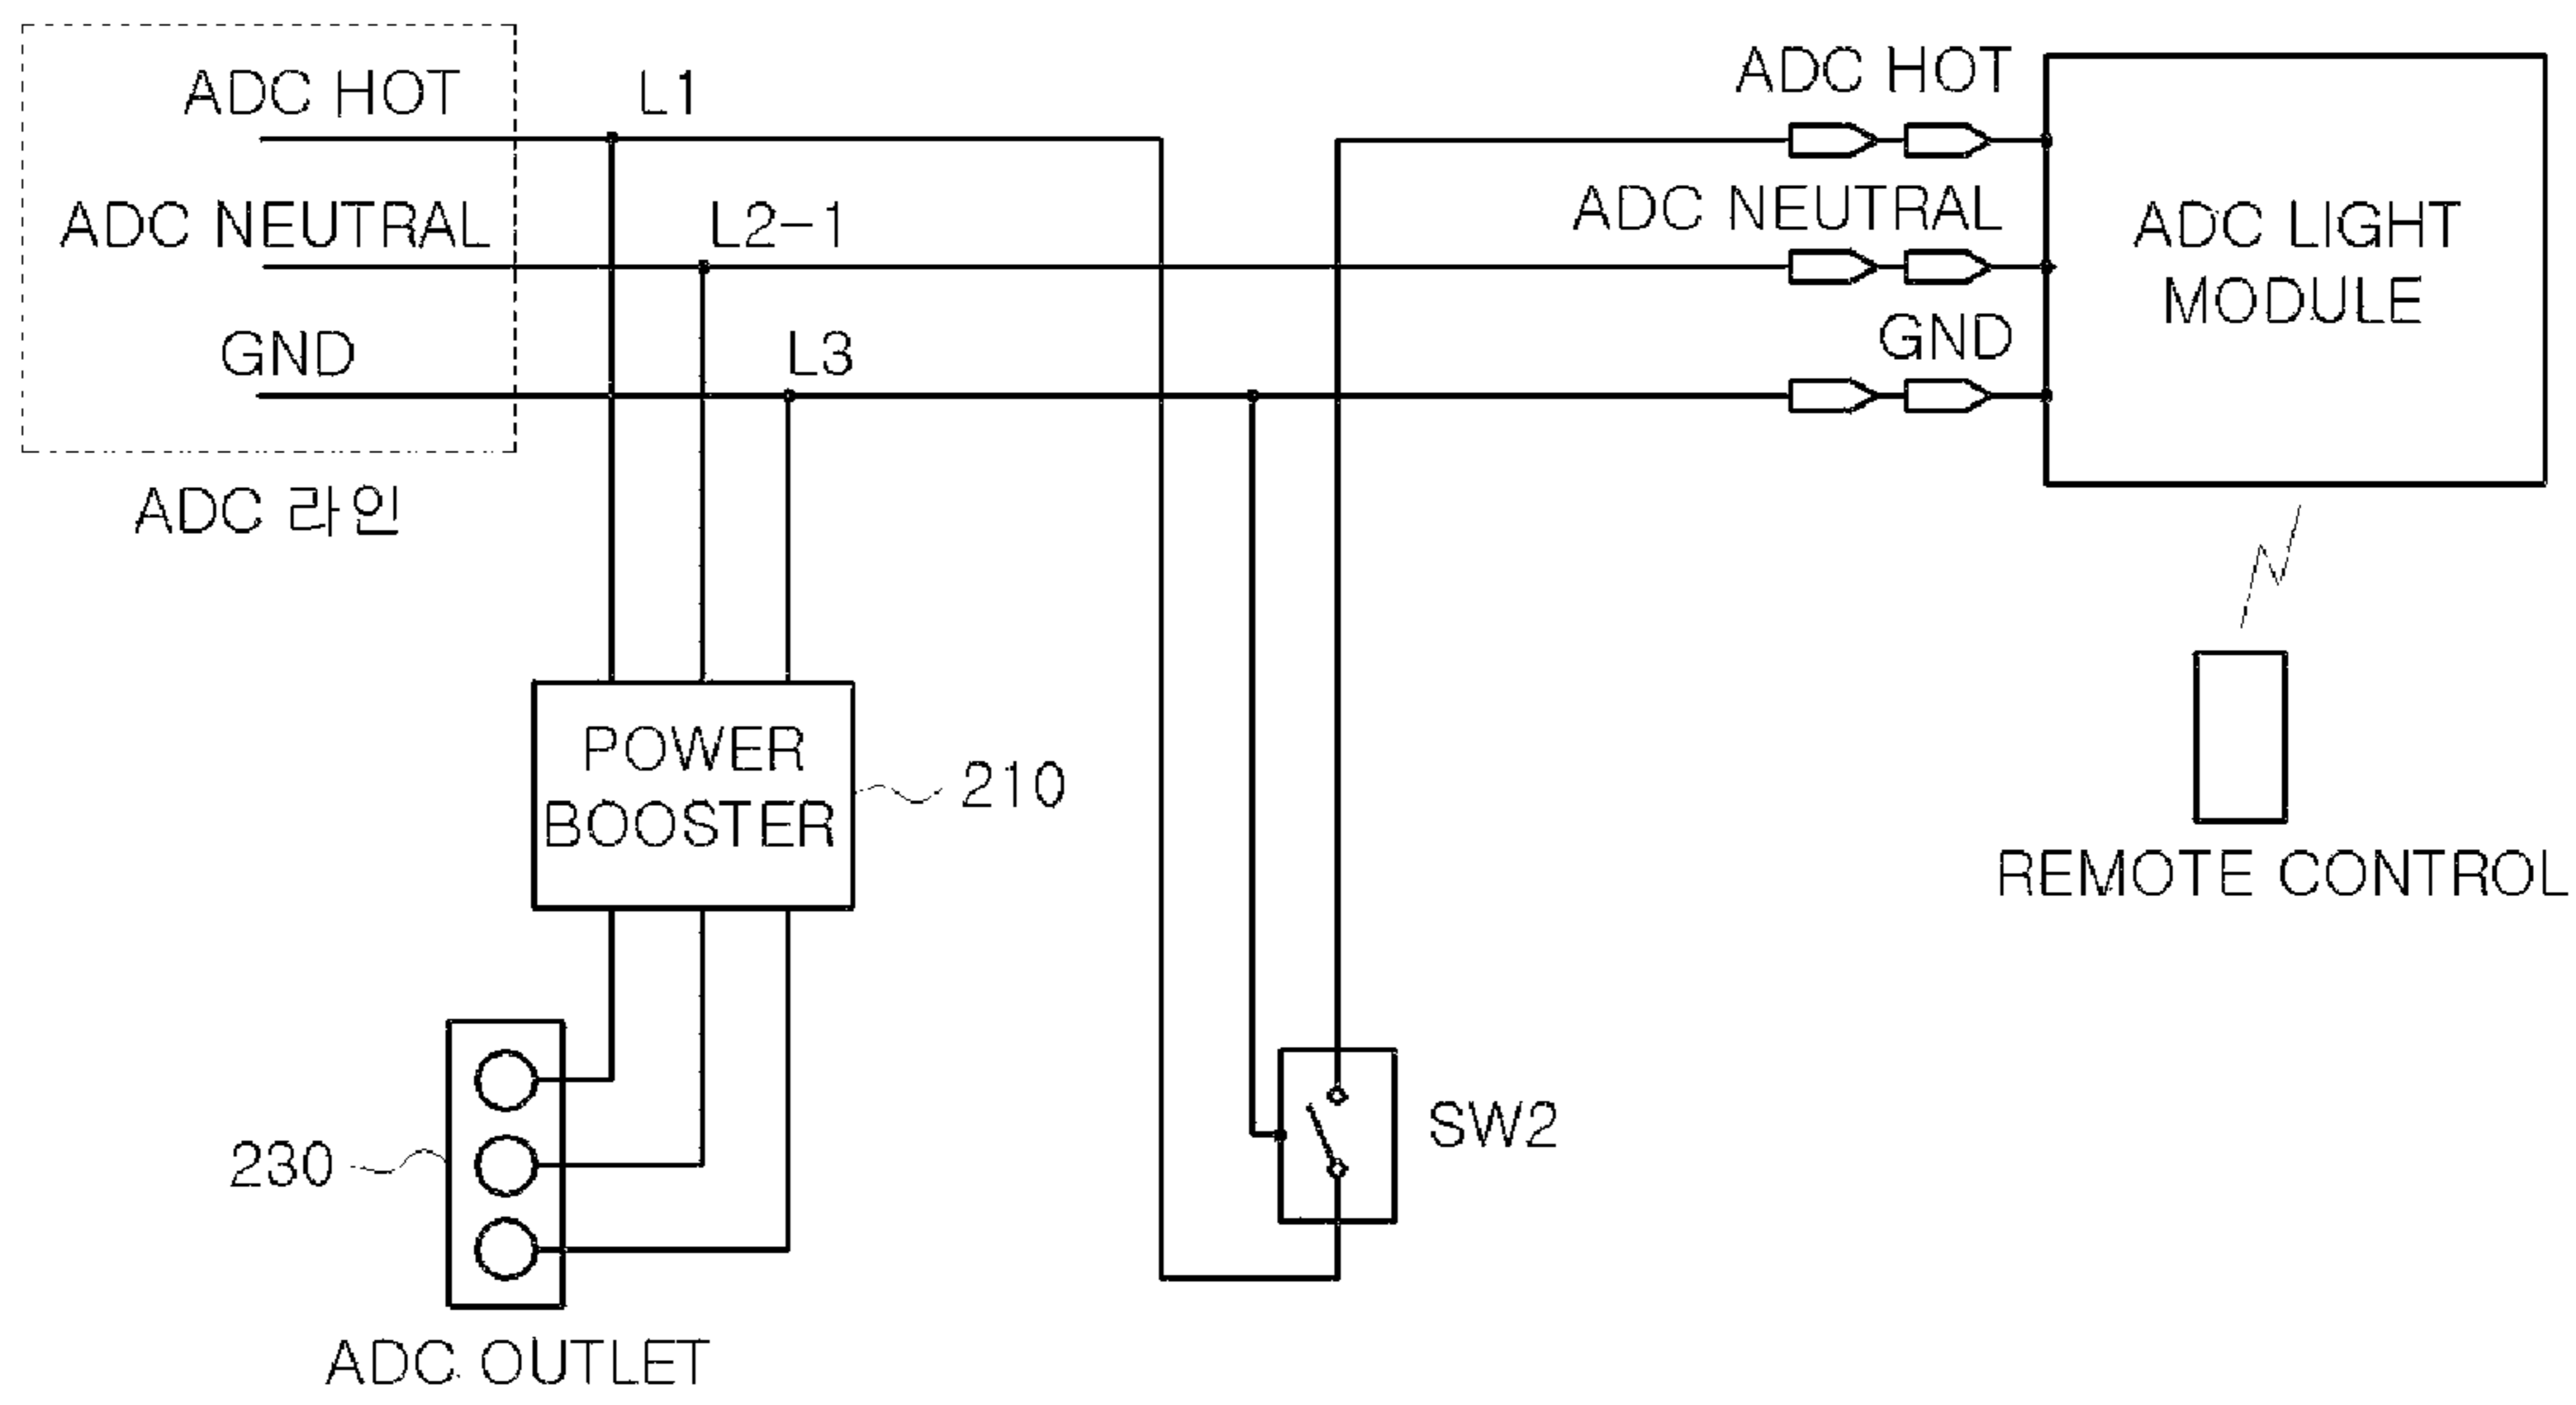 ADC HOT
L1
ADC HOT
ADC NEUTRAL
L2-1
ADC NEUTRAL
ADC LIGHT
MODULE
GND
L3
GND
ADC 라인
POWER
BOOSTER
210
REMOTE CONTROL
SW2
230
ADC OUTLET